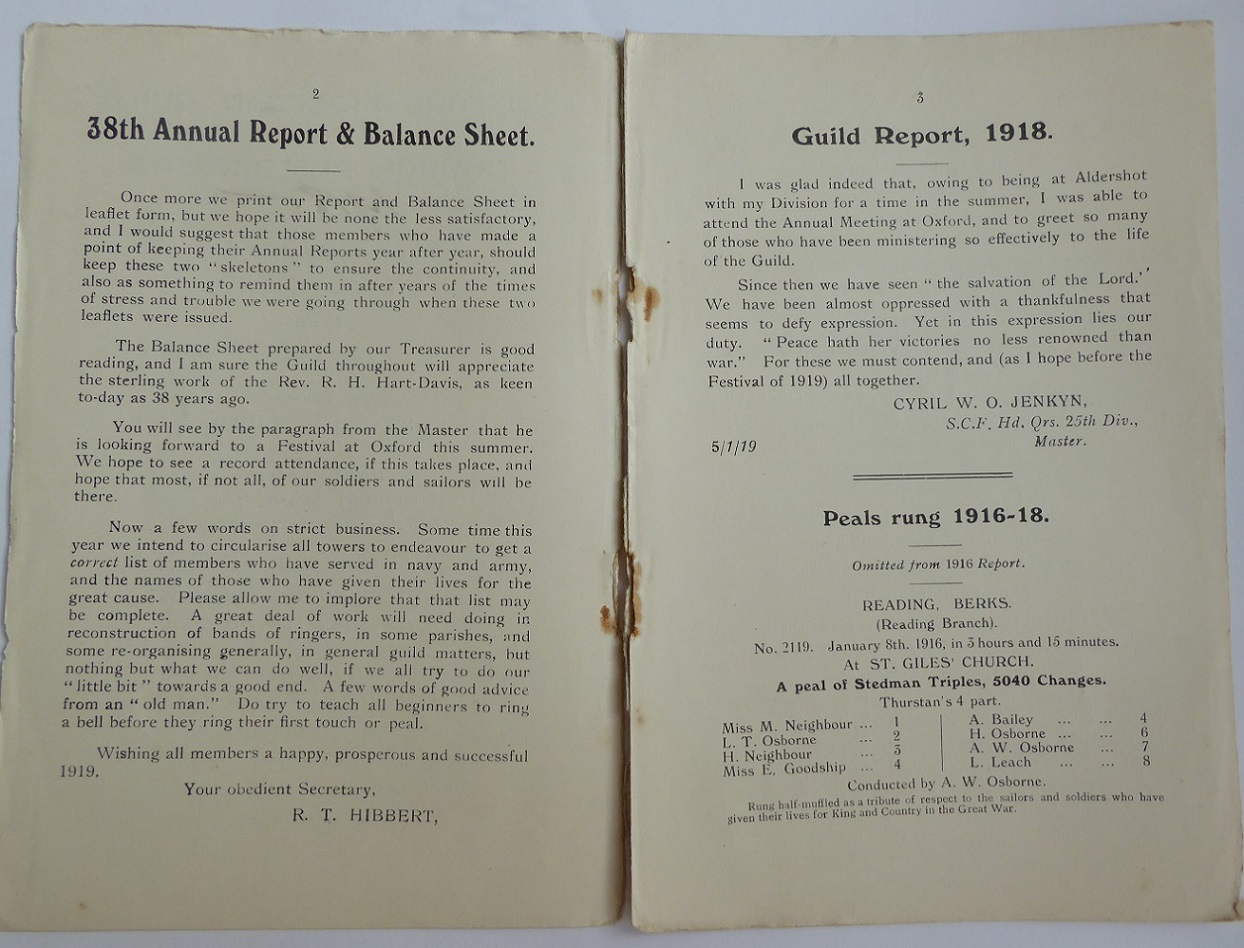 2
38th Annual Report & Balance Sheet.
Once more we print our Report and Balance Sheet in
leaflet form, but we hope it will be none the less satisfactory,
and I would suggest that those members who have made a
point of keeping their Annual Reports year after year, should
keep these two "skeletons" to ensure the continuity, and
also as something to remind them in after years of the times
of stress and trouble we were going through when these two
leaflets were issued.
The Balance Sheet prepared by our Treasurer is good
reading, and I am sure the Guild throughout will appreciate
the sterling work of the Rev. R. H. Hart-Davis, as keen
to-day as 38 years ago.
You will see by the paragraph from the Master that he
is looking forward to a Festival at Oxford this summer.
We hope to see a record attendance, if this takes place, and
hope that most, if not all, of our soldiers and sailors will be
there.
Now a few words on strict business. Some time this
year we intend to circularise all towers to endeavour to get a
correct list of members who have served in navy and army,
and the names of those who have given their lives for the
great cause. Please allow me to implore that that list may
be complete. A great deal of work will need doing in
reconstruction of bands of ringers, in some parishes, and
some re-organising generally, in general guild matters, but
nothing but what we can do well, if we all try to do our
"little bit" towards a good end. A few words of good advice
from an "old man." Do try to teach all beginners to ring
a bell before they ring their first touch or peal.
Wishing all members a happy, prosperous and successful
1919.
Your obedient Secretary,
R. T. HIBBERT,
3
Guild Report, 1918.
I was glad indeed that, owing to being at Aldershot
with my Division for a time in the summer, I was able to
attend the Annual Meeting at Oxford, and to greet so many
of those who have been ministering so effectively to the life
of the Guild.
Since then we have seen "the salvation of the Lord."
We have been almost oppressed with a thankfulness that
seems to defy expression. Yet in this expression lies our
duty. "Peace hath her victories no less renowned than
war." For these we must contend, and (as I hope before the
Festival of 1919) all together.
CYRIL W. O. JENKYN,
S.C.F. Hd, Qrs. 25th Div.,
5/1/19 Master.
Peals rung 1916-18.
Omitted from 1916 Report.
READING, BERKS.
(Reading Branch).
No. 2119. January 8th. 1916, in 3 hours and 15 minutes.
At ST. GILES' CHURCH.
A peal of Stedman Triples, 5040 Changes.
Thurstan's 4 part.
Miss M. Neighbour ... 1
L. T. Osborne ... 2
H. Neighbour ... 3
Miss E. Goodship ... 4
A. Bailey ... ... 4
H. Osborne ... ... 6
A. W. Osborne ... 7
L. Leach ... ... 8
Conducted by A. W. Osborne.
Rung half-muffled as a tribute of respect to the sailors and soldiers who have
given their lives for King and Country in the Great War.